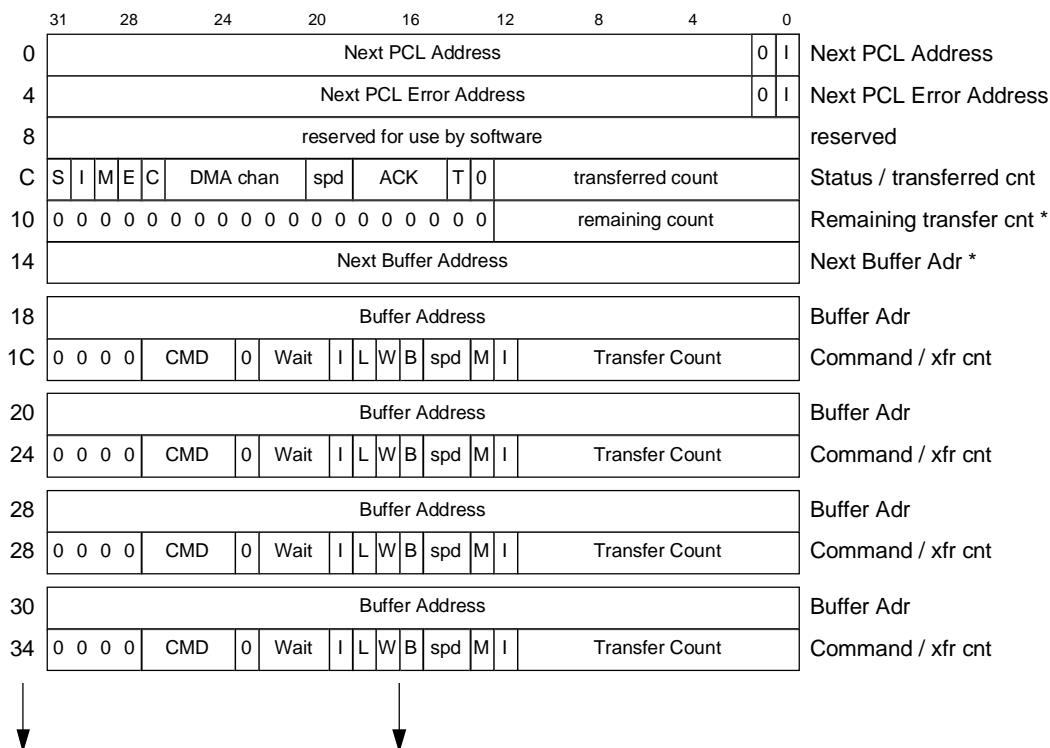 31 28 24 20 16 12 8 4 0
0 Next PCL Address 0 I Next PCL Address
4 Next PCL Error Address 0 I Next PCL Error Address
8 reserved for use by software reserved
C S I M E C DMA chan spd ACK T 0 transferred count Status / transferred cnt
10 0 0 0 0 0 0 0 0 0 0 0 0 0 0 0 0 0 0 0 remaining count Remaining transfer cnt *
14 Next Buffer Address Next Buffer Adr *
18 Buffer Address Buffer Adr
1C 0 0 0 0 CMD 0 Wait I L W B spd M I Transfer Count Command / xfr cnt
20 Buffer Address Buffer Adr
24 0 0 0 0 CMD 0 Wait I L W B spd M I Transfer Count Command / xfr cnt
28 Buffer Address Buffer Adr
28 0 0 0 0 CMD 0 Wait I L W B spd M I Transfer Count Command / xfr cnt
30 Buffer Address Buffer Adr
34 0 0 0 0 CMD 0 Wait I L W B spd M I Transfer Count Command / xfr cnt